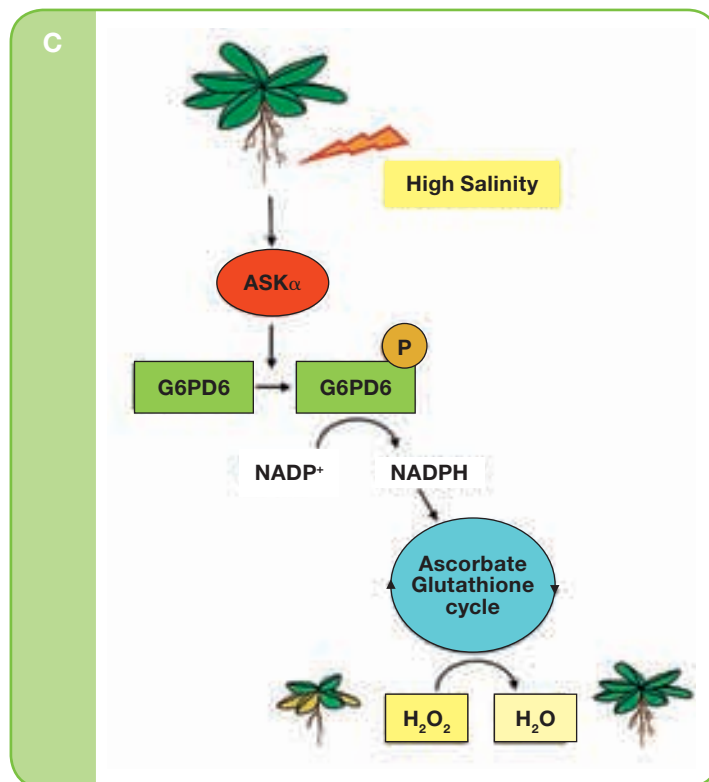 C
High Salinity
ASKα
P
G6PD6
G6PD6
NADP⁺
NADPH
Ascorbate
Glutathione
cycle
H₂O₂
H₂O